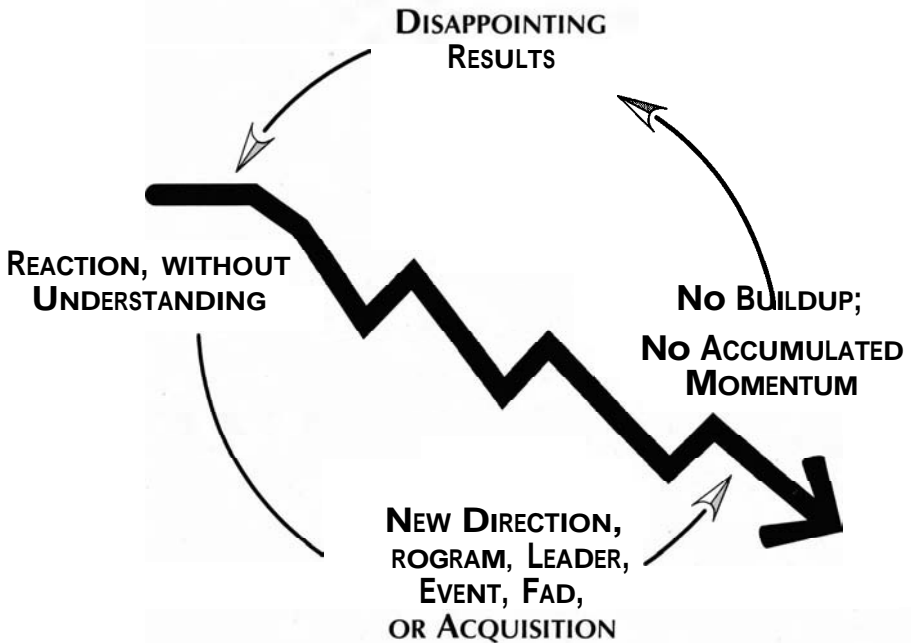 DISAPPOINTING
RESULTS
REACTION, WITHOUT
UNDERSTANDING
NO BUILDUP;
NO ACCUMULATED
MOMENTUM
NEW DIRECTION,
ROGRAM, LEADER,
EVENT, FAD,
OR ACQUISITION